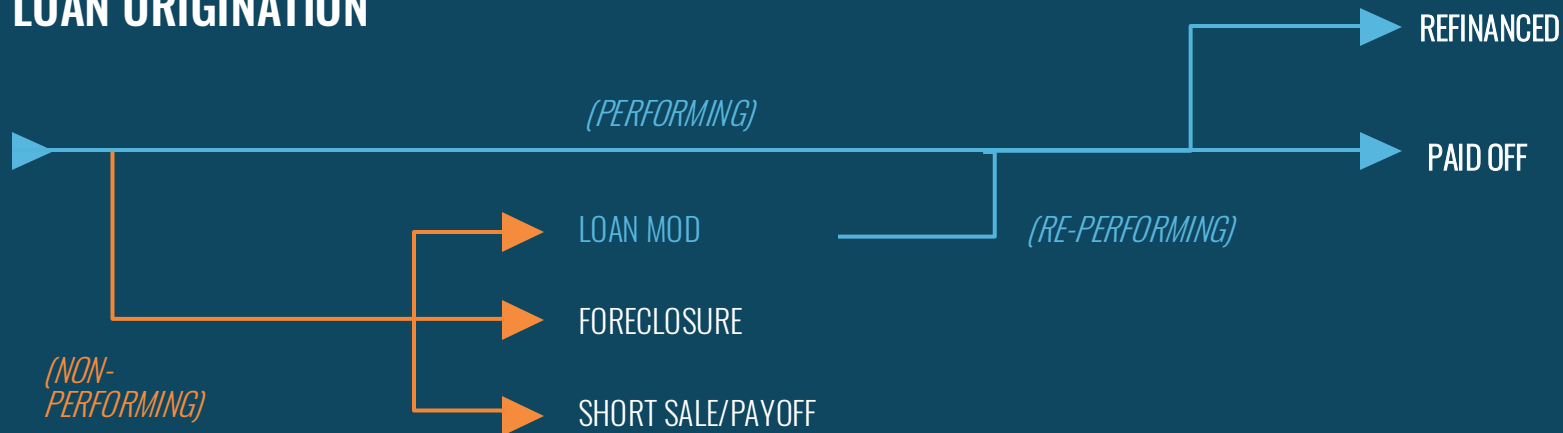 LOAN ORIGINATION
REFINANCED
(PERFORMING)
PAID OFF
LOAN MOD
(RE-PERFORMING)
FORECLOSURE
(NON-
PERFORMING)
SHORT SALE/PAYOFF